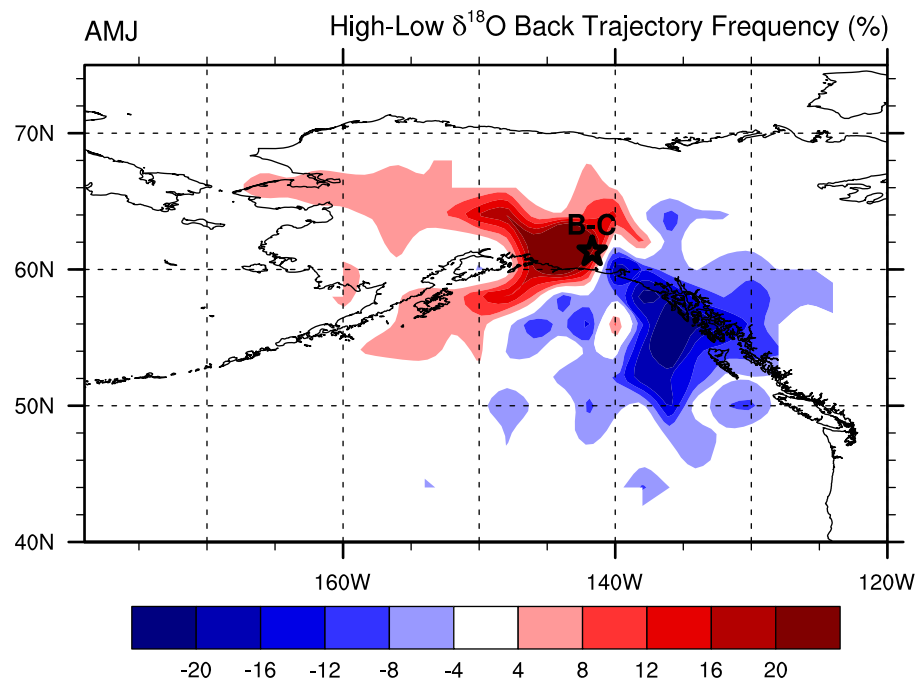 AMJ High-Low δ¹⁸O Back Trajectory Frequency (%)
70N
B-C
60N
50N
40N
160W 140W 120W
-20 -16 -12 -8 -4 4 8 12 16 20